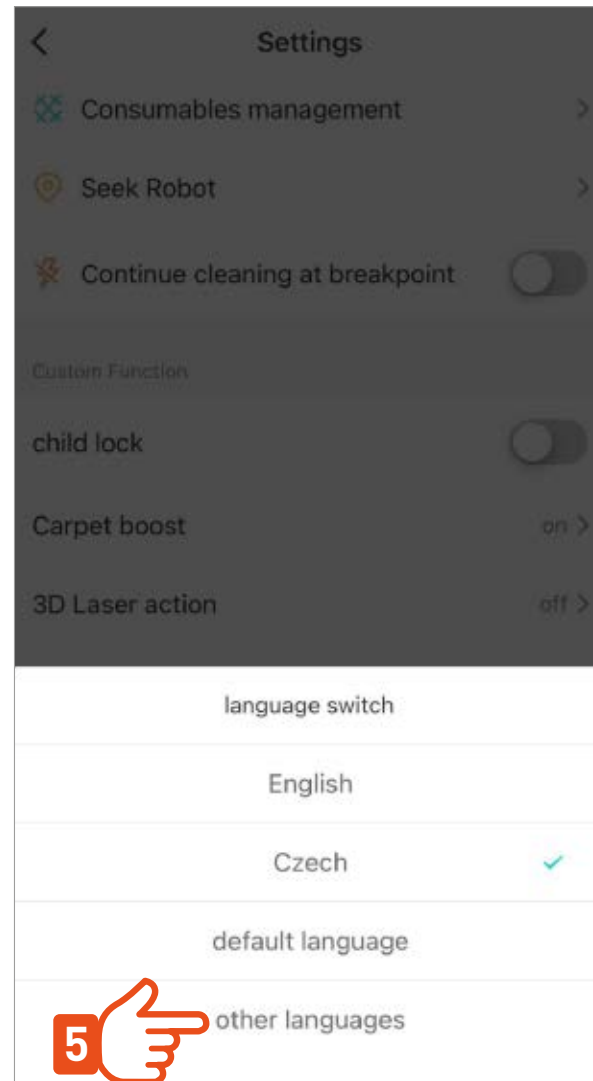 Settings
Consumables management
Seek Robot
Continue cleaning at breakpoint
Custom Function
child lock
Carpet boost on
3D Laser action off
language switch
English
Czech
default language
other languages
5